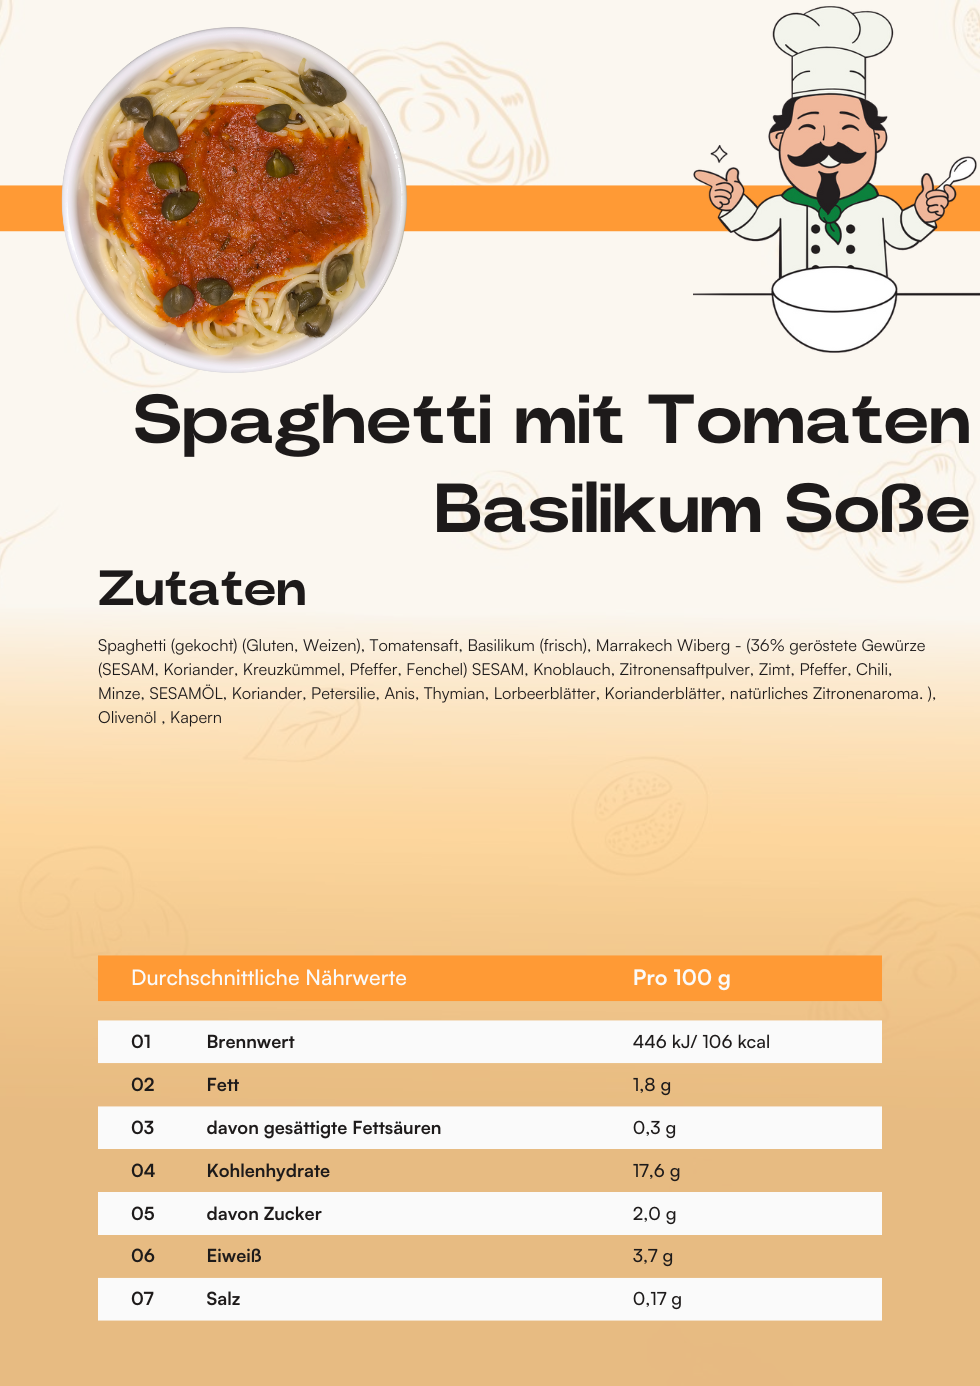 Spaghetti mit Tomaten
Basilikum Soße
Zutaten
Spaghetti (gekocht) (Gluten, Weizen), Tomatensaft, Basilikum (frisch), Marrakech Wiberg - (36% geröstete Gewürze
(SESAM, Koriander, Kreuzkümmel, Pfeffer, Fenchel) SESAM, Knoblauch, Zitronensaftpulver, Zimt, Pfeffer, Chili,
Minze, SESAMÖL, Koriander, Petersilie, Anis, Thymian, Lorbeerblätter, Korianderblätter, natürliches Zitronenaroma. ),
Olivenöl , Kapern
Durchschnittliche Nährwerte Pro 100 g
01 Brennwert 446 kJ/ 106 kcal
02 Fett 1,8 g
03 davon gesättigte Fettsäuren 0,3 g
04 Kohlenhydrate 17,6 g
05 davon Zucker 2,0 g
06 Eiweiß 3,7 g
07 Salz 0,17 g